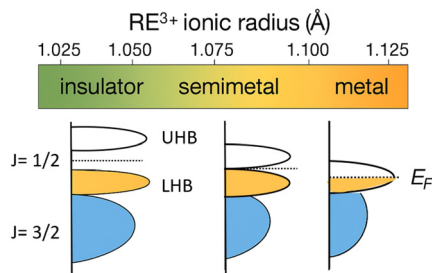 RE³⁺ ionic radius (Å)
1.025 1.050 1.075 1.100 1.125
insulator semimetal metal
UHB
J= 1/2
LHB
E_F
J= 3/2